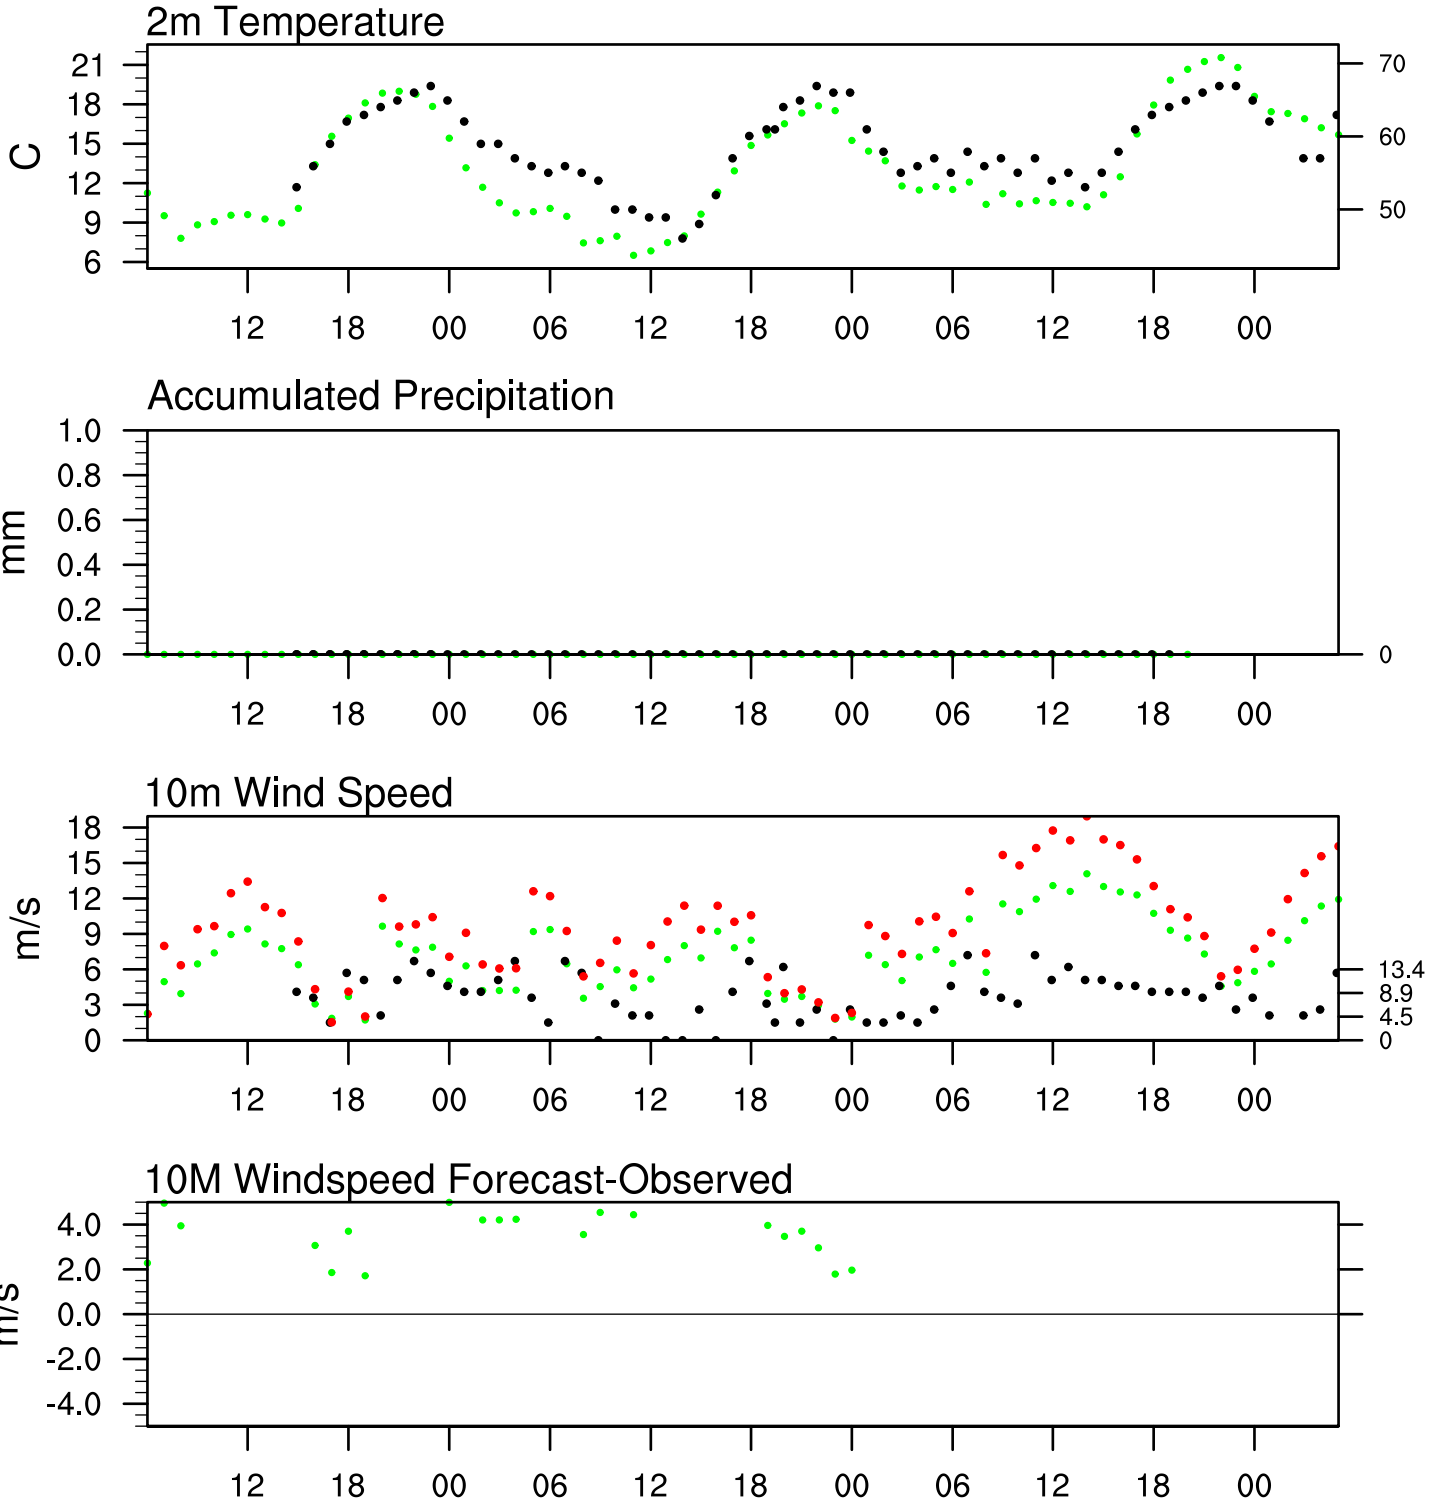 2m Temperature
21
18
15
12
9
6
C
70
60
50
12 18 00 06 12 18 00 06 12 18 00
Accumulated Precipitation
1.0
0.8
0.6
0.4
0.2
0.0
mm
0
12 18 00 06 12 18 00 06 12 18 00
10m Wind Speed
18
15
12
9
6
3
0
m/s
13.4
8.9
4.5
0
12 18 00 06 12 18 00 06 12 18 00
10M Windspeed Forecast-Observed
4.0
2.0
0.0
-2.0
-4.0
m/s
12 18 00 06 12 18 00 06 12 18 00